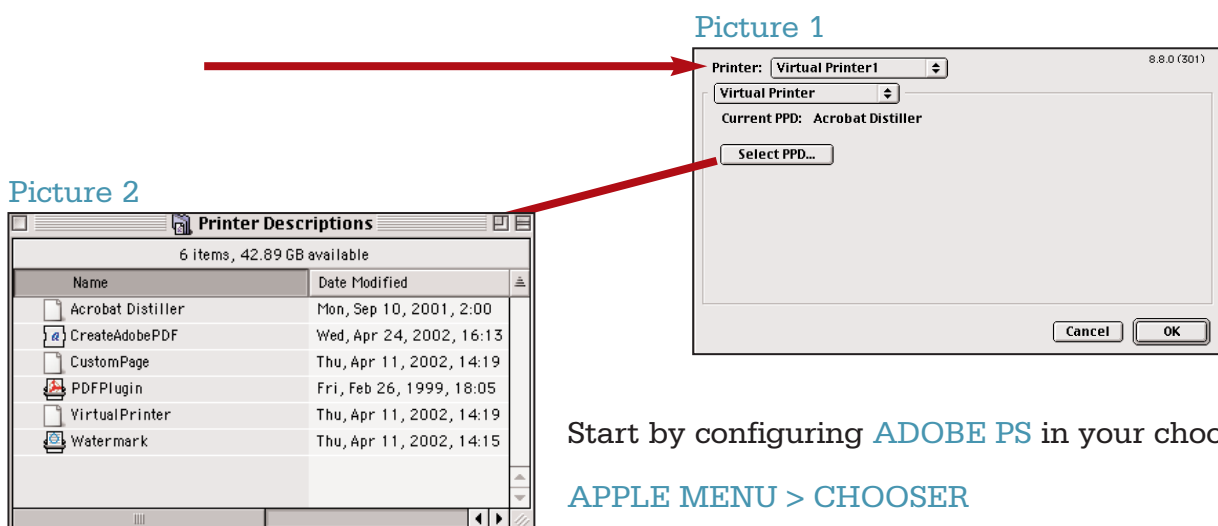 Picture 1
Printer: Virtual Printer1
8.8.0 (301)
Virtual Printer
Current PPD: Acrobat Distiller
Select PPD...
Cancel OK
Picture 2
Printer Descriptions
6 items, 42.89 GB available
Name Date Modified
Acrobat Distiller Mon, Sep 10, 2001, 2:00
CreateAdobePDF Wed, Apr 24, 2002, 16:13
CustomPage Thu, Apr 11, 2002, 14:19
PDFPlugin Fri, Feb 26, 1999, 18:05
VirtualPrinter Thu, Apr 11, 2002, 14:19
Watermark Thu, Apr 11, 2002, 14:15
Start by configuring ADOBE PS in your
APPLE MENU > CHOOSER